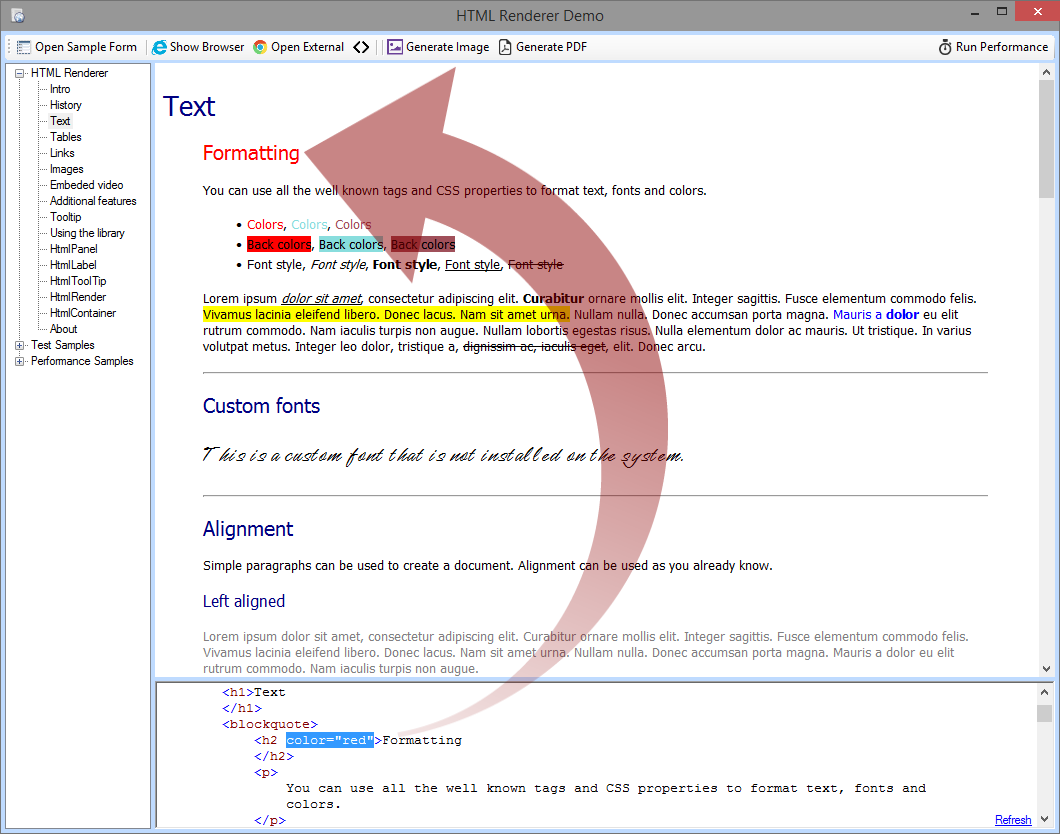 HTML Renderer Demo
Open Sample Form Show Browser Open External <> Generate Image Generate PDF Run Performance
HTML Renderer
Intro
History
Text
Tables
Links
Images
Embeded video
Additional features
Tooltip
Using the library
HtmlPanel
HtmlLabel
HtmlToolTip
HtmlRender
HtmlContainer
About
Test Samples
Performance Samples
Text
Formatting
You can use all the well known tags and CSS properties to format text, fonts and colors.
• Colors, Colors, Colors
• Back colors, Back colors, Back colors
• Font style, Font style, Font style, Font style, Font style
Lorem ipsum dolor sit amet, consectetur adipiscing elit. Curabitur ornare mollis elit. Integer sagittis. Fusce elementum commodo felis.
Vivamus lacinia eleifend libero. Donec lacus. Nam sit amet urna. Nullam nulla. Donec accumsan porta magna. Mauris a dolor eu elit
rutrum commodo. Nam iaculis turpis non augue. Nullam lobortis egestas risus. Nulla elementum dolor ac mauris. Ut tristique. In varius
volutpat metus. Integer leo dolor, tristique a, dignissim ac, iaculis eget, elit. Donec arcu.
Custom fonts
This is a custom font that is not installed on the system.
Alignment
Simple paragraphs can be used to create a document. Alignment can be used as you already know.
Left aligned
Lorem ipsum dolor sit amet, consectetur adipiscing elit. Curabitur ornare mollis elit. Integer sagittis. Fusce elementum commodo felis.
Vivamus lacinia eleifend libero. Donec lacus. Nam sit amet urna. Nullam nulla. Donec accumsan porta magna. Mauris a dolor eu elit
rutrum commodo. Nam iaculis turpis non augue.
<h1>Text
</h1>
<blockquote>
<h2 color="red">Formatting
</h2>
<p>
You can use all the well known tags and CSS properties to format text, fonts and
colors.
</p>
Refresh